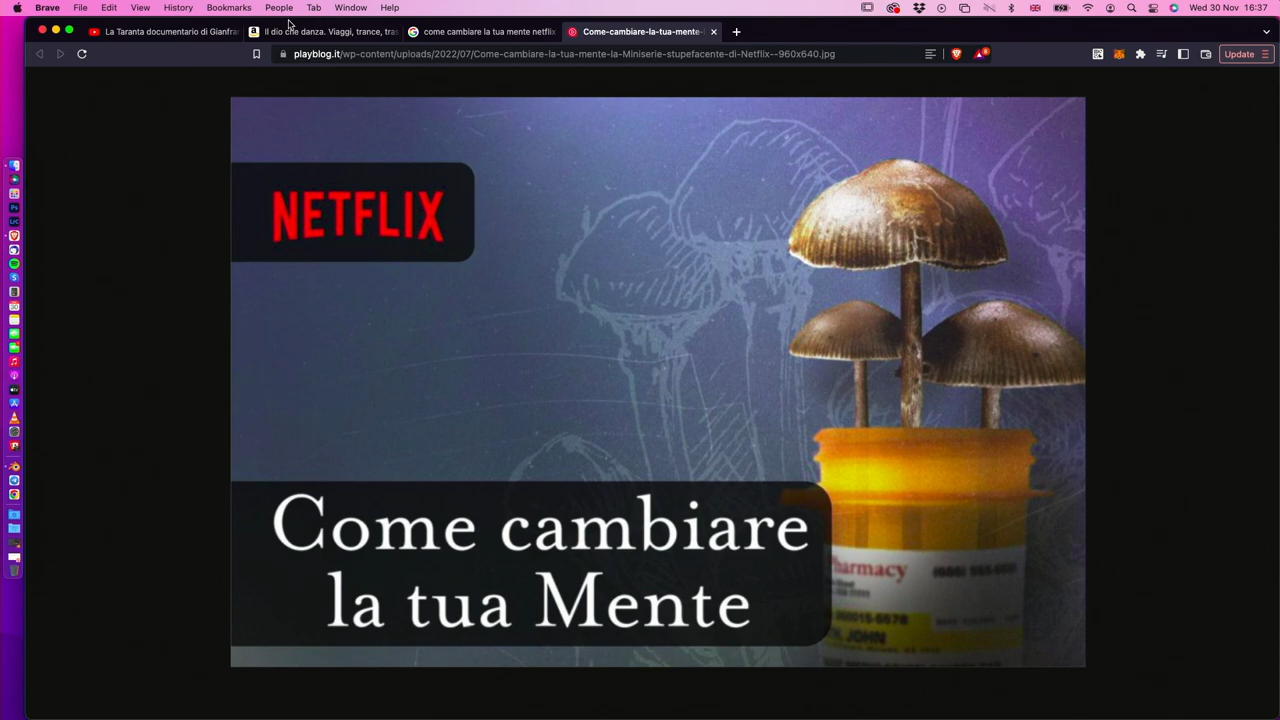 Brave File Edit View History Bookmarks People Tab Window Help Wed 30 Nov 16:37
La Taranta documentario di Gianfran
Il dio che danza. Viaggi, trance, tras
come cambiare la tua mente netflix
Come-cambiare-la-tua-mente-l
playblog.it/wp-content/uploads/2022/07/Come-cambiare-la-tua-mente-la-Miniserie-stupefacente-di-Netflix--960x640.jpg
Update
NETFLIX
Come cambiare
la tua Mente
Pharmacy
JOHN